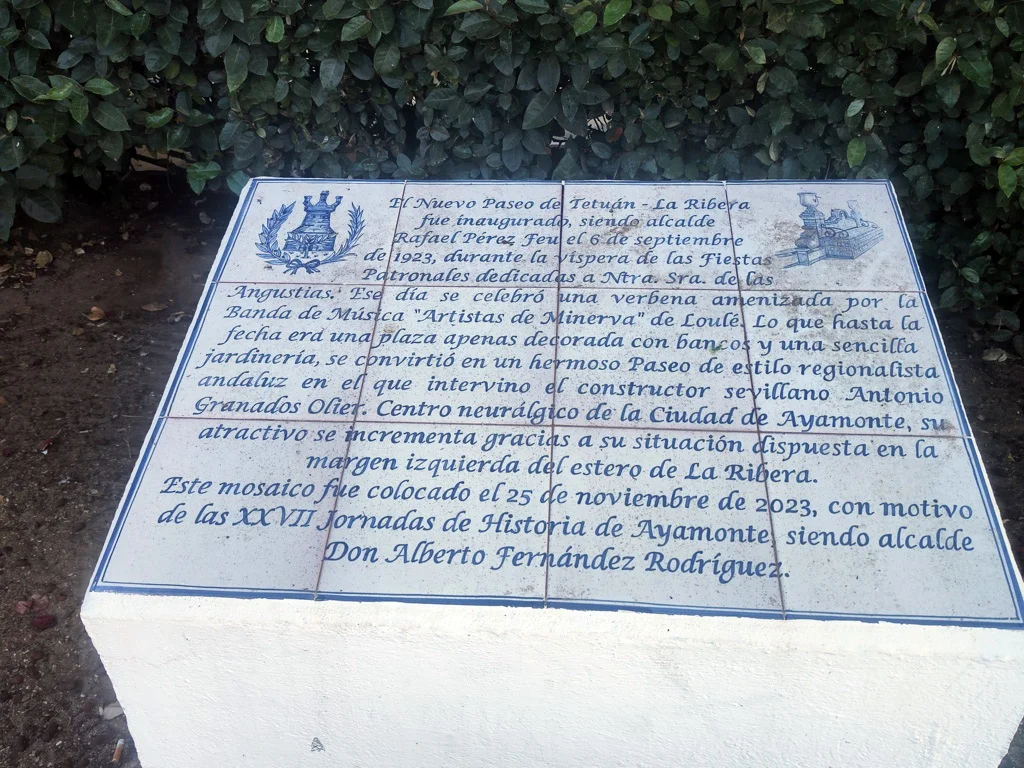 El Nuevo Paseo de Tetuán - La Ribera
fue inaugurado, siendo alcalde
Rafael Pérez Feu el 6 de septiembre
de 1923, durante la víspera de las Fiestas
Patronales dedicadas a Ntra. Sra. de las
Angustias. Ese día se celebró una verbena amenizada por la
Banda de Música "Artistas de Minerva" de Loulé. Lo que hasta la
fecha era una plaza apenas decorada con bancos y una sencilla
jardinería, se convirtió en un hermoso Paseo de estilo regionalista
andaluz en el que intervino el constructor sevillano Antonio
Granados Olier. Centro neurálgico de la Ciudad de Ayamonte, su
atractivo se incrementa gracias a su situación dispuesta en la
margen izquierda del estero de La Ribera.
Este mosaico fue colocado el 25 de noviembre de 2023, con motivo
de las XXVII Jornadas de Historia de Ayamonte, siendo alcalde
Don Alberto Fernández Rodríguez.